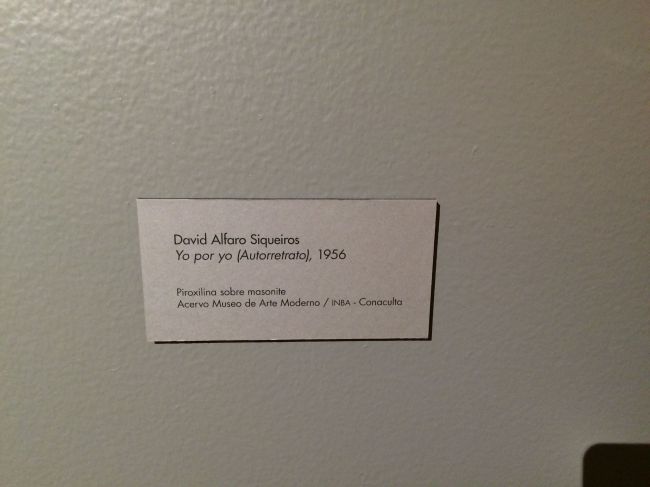 David Alfaro Siqueiros
Yo por yo (Autorretrato), 1956
Piroxilina sobre masonite
Acervo Museo de Arte Moderno / INBA - Conaculta